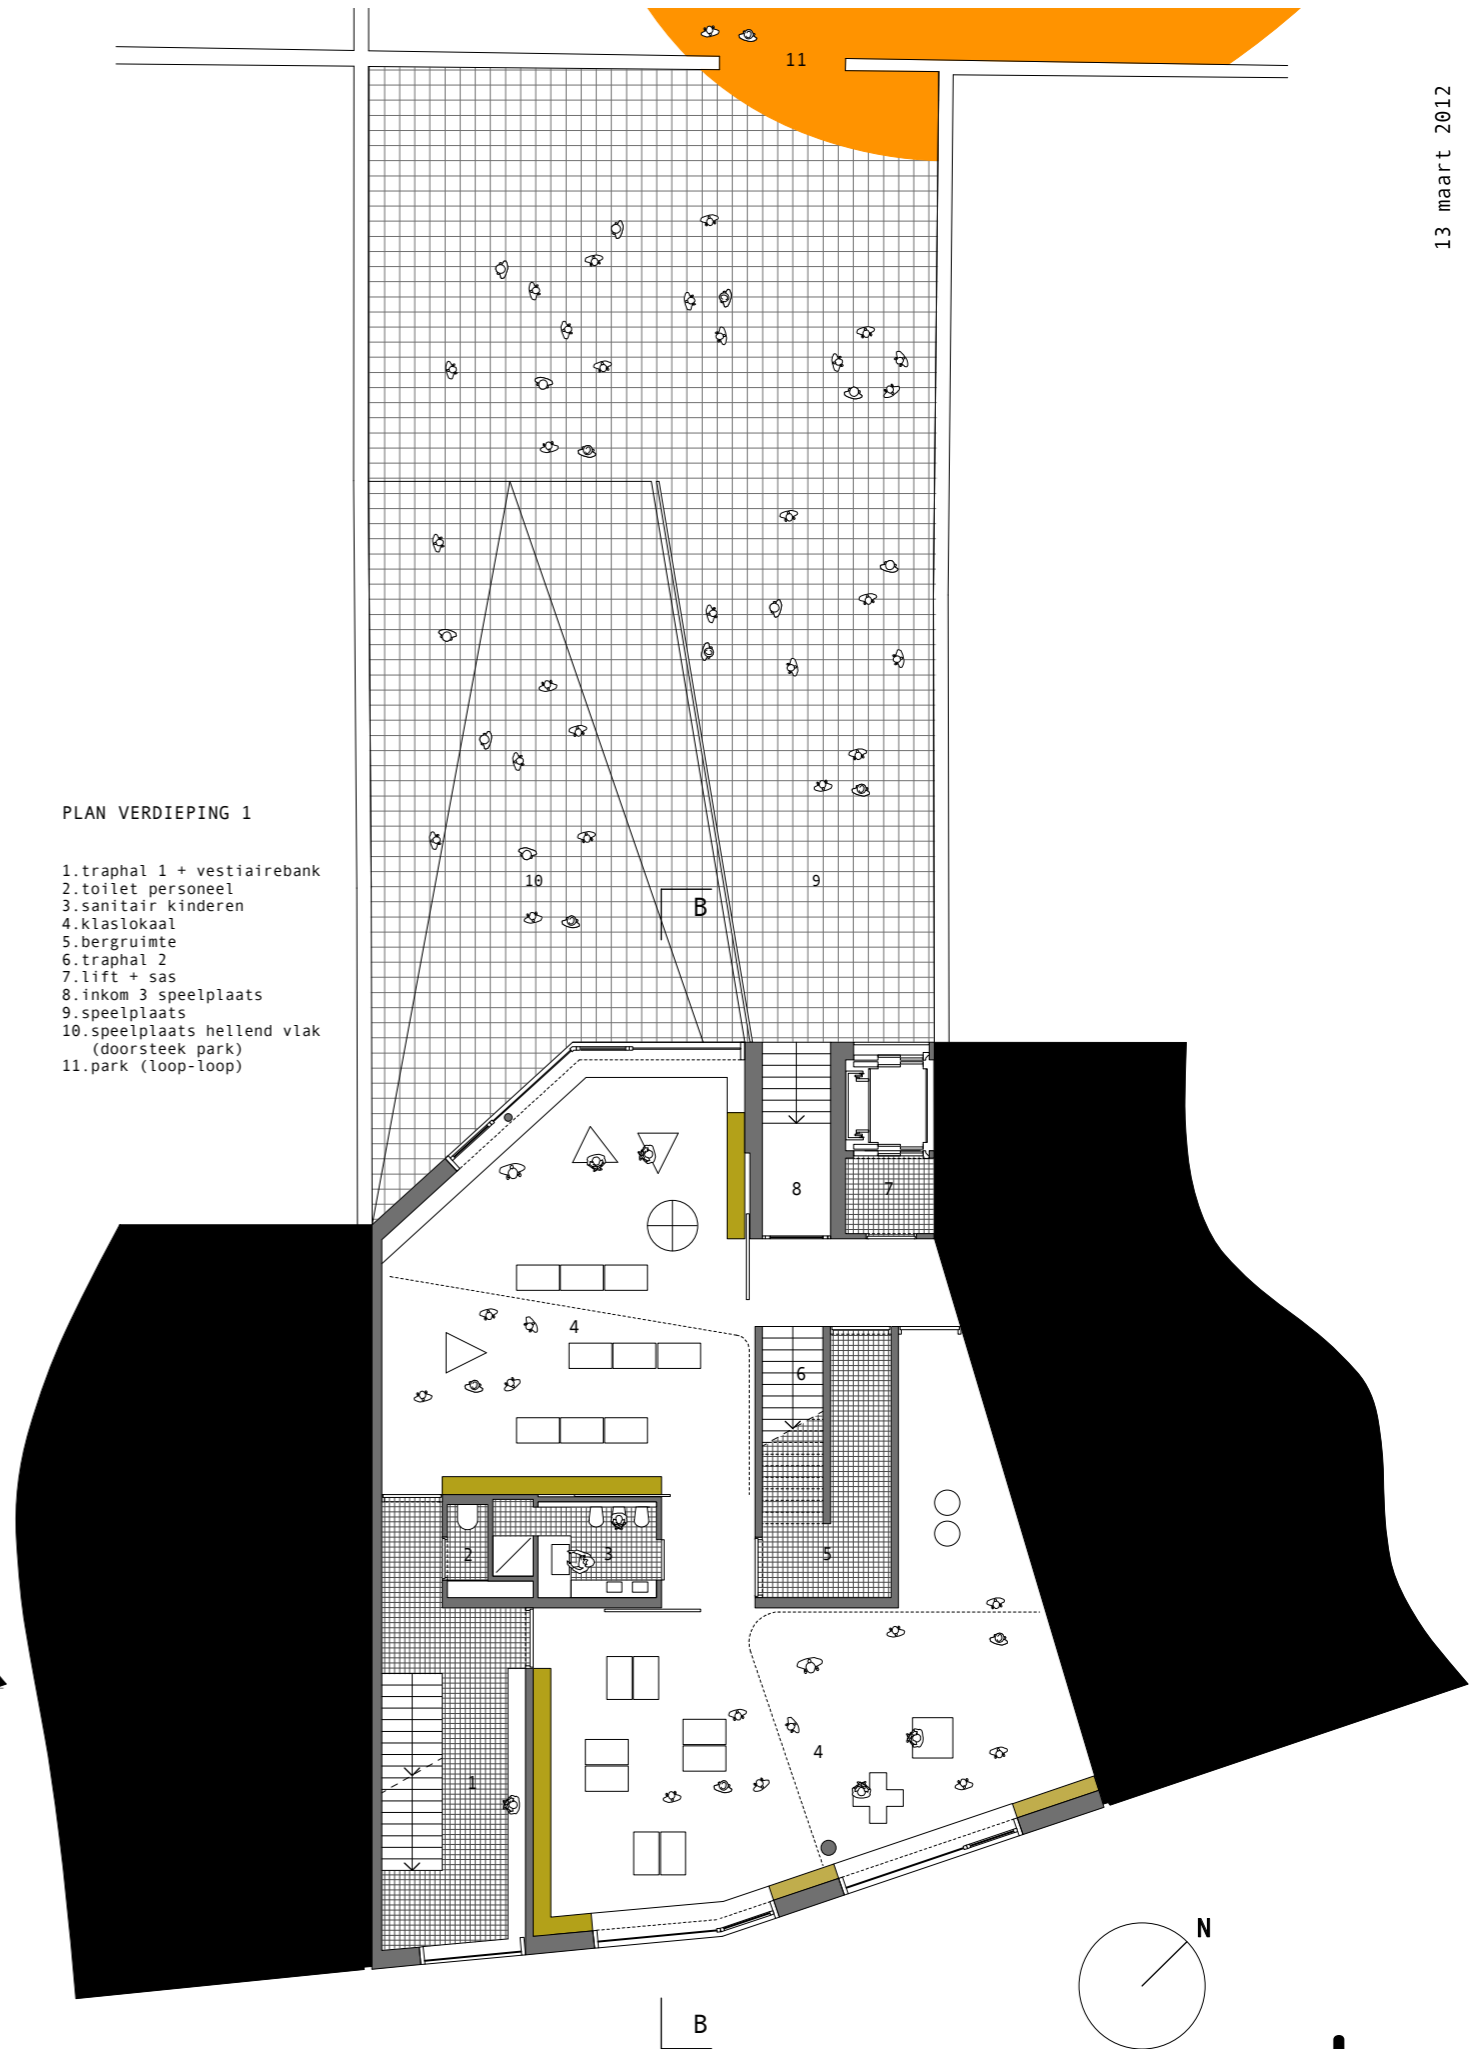 11
13 maart 2012
PLAN VERDIEPING 1
1.traphal 1 + vestiairebank
2.toilet personeel
3.sanitair kinderen
4.klaslokaal
5.bergruimte
6.traphal 2
7.lift + sas
8.inkom 3 speelplaats
9.speelplaats
10.speelplaats hellend vlak
(doorsteek park)
11.park (loop-loop)
10
9
B
8
7
4
6
2
3
5
4
1
N
B